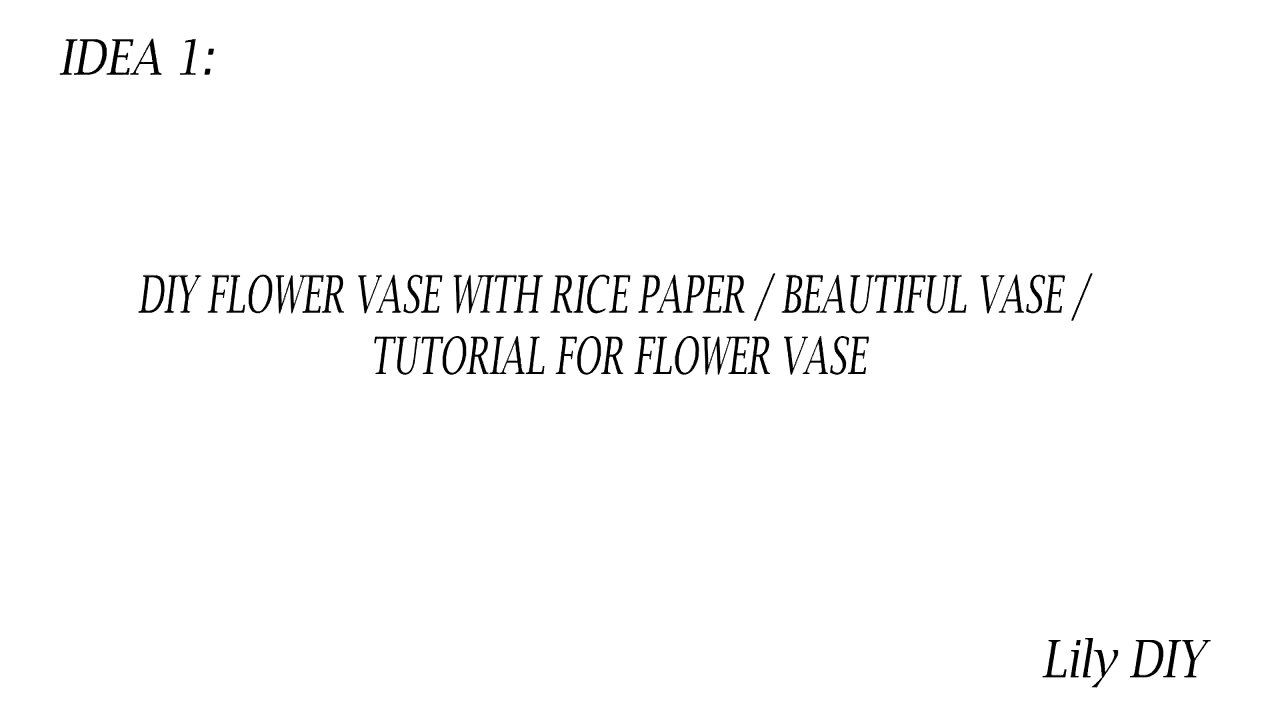 IDEA 1:
DIY FLOWER VASE WITH RICE PAPER / BEAUTIFUL VASE /
TUTORIAL FOR FLOWER VASE
Lily DIY